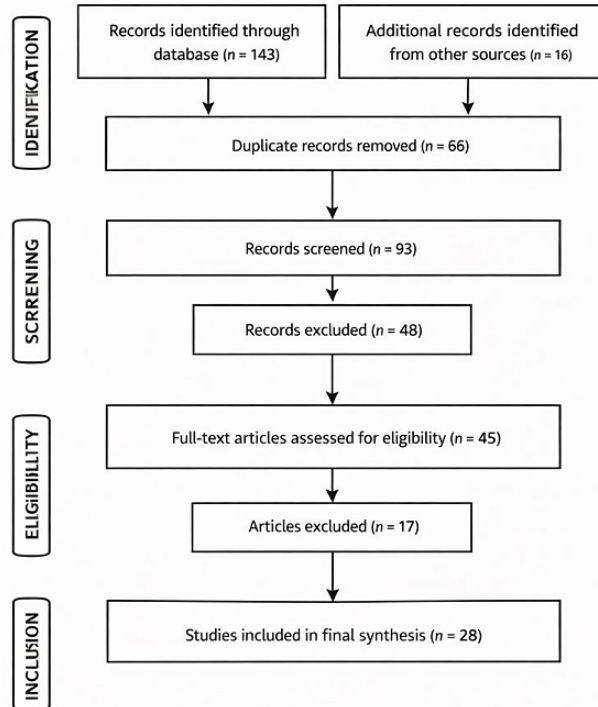 IDENIFIKATION
Records identified through
database (n = 143)
Additional records identified
from other sources (n = 16)
Duplicate records removed (n = 66)
SCRRENING
Records screened (n = 93)
Records excluded (n = 48)
ELIGIBILLITY
Full-text articles assessed for eligibility (n = 45)
Articles excluded (n = 17)
INCLUSION
Studies included in final synthesis (n = 28)